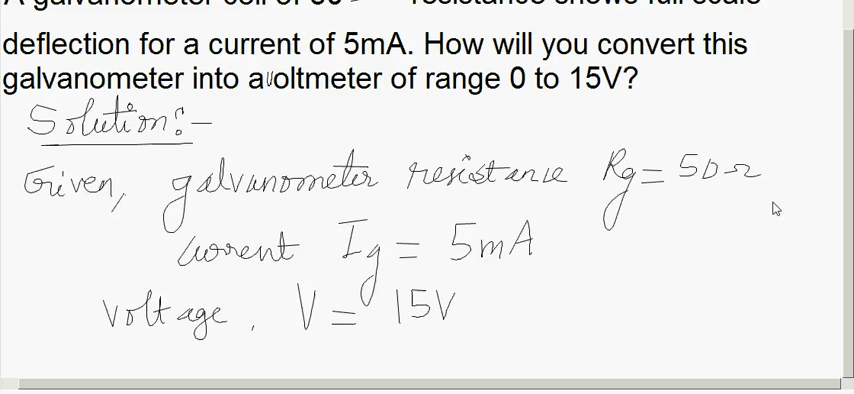 deflection for a current of 5mA. How will you convert this
galvanometer into a voltmeter of range 0 to 15V?
Solution:-
Given, galvanometer resistance Rg = 50Ω
current Ig = 5mA
voltage, V = 15V